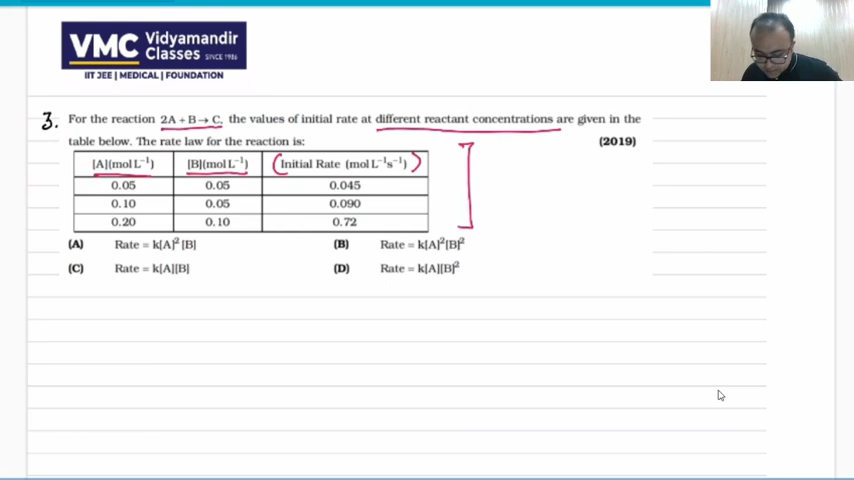 VMC Vidyamandir Classes SINCE 1986
IIT JEE | MEDICAL | FOUNDATION
3. For the reaction 2A + B → C, the values of initial rate at different reactant concentrations are given in the
table below. The rate law for the reaction is: (2019)
[A](mol L⁻¹) [B](mol L⁻¹) (Initial Rate (mol L⁻¹s⁻¹))
0.05 0.05 0.045
0.10 0.05 0.090
0.20 0.10 0.72
(A) Rate = k[A]² [B] (B) Rate = k[A]²[B]²
(C) Rate = k[A][B] (D) Rate = k[A][B]²